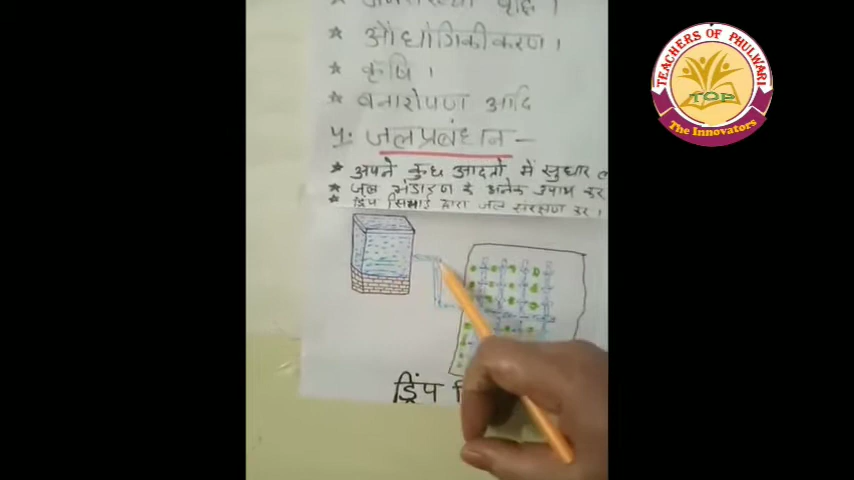 वृद्धि ।
★ औद्योगिकीकरण ।
★ कृषि ।
★ वनारोपण आदि
5. जलप्रबंधान –
★ अपने कुछ आदतो में सुधार
★ जल भंडारण के अनेक उपाय कर
★ ड्रिप सिंचाई द्वारा जल संरक्षण कर ।
ड्रिंप
TEACHERS OF PHULWARI
TOP
The Innovators